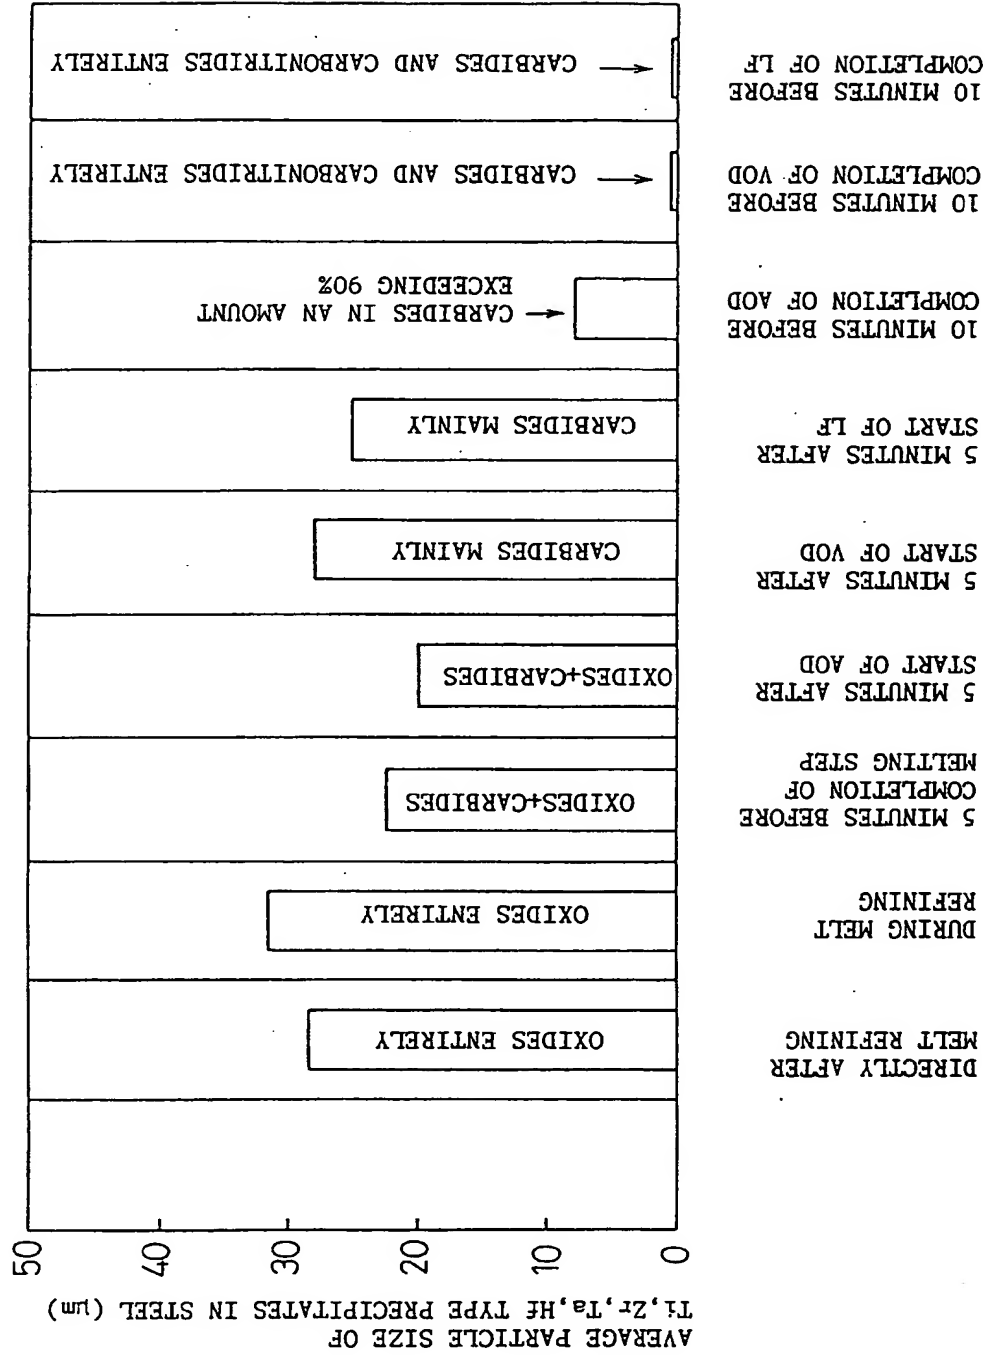 AVERAGE PARTICLE SIZE OF
Ti,Zr,Ta,Hf TYPE PRECIPITATES IN STEEL (μm)
0 10 20 30 40 50
DIRECTLY AFTER
MELT REFINING
OXIDES ENTIRELY
DURING MELT
REFINING
OXIDES ENTIRELY
5 MINUTES BEFORE
COMPLETION OF
MELTING STEP
OXIDES+CARBIDES
5 MINUTES AFTER
START OF AOD
OXIDES+CARBIDES
5 MINUTES AFTER
START OF VOD
CARBIDES MAINLY
5 MINUTES AFTER
START OF LF
CARBIDES MAINLY
10 MINUTES BEFORE
COMPLETION OF AOD
CARBIDES IN AN AMOUNT
EXCEEDING 90%
10 MINUTES BEFORE
COMPLETION OF VOD
CARBIDES AND CARBONITRIDES ENTIRELY
10 MINUTES BEFORE
COMPLETION OF LF
CARBIDES AND CARBONITRIDES ENTIRELY